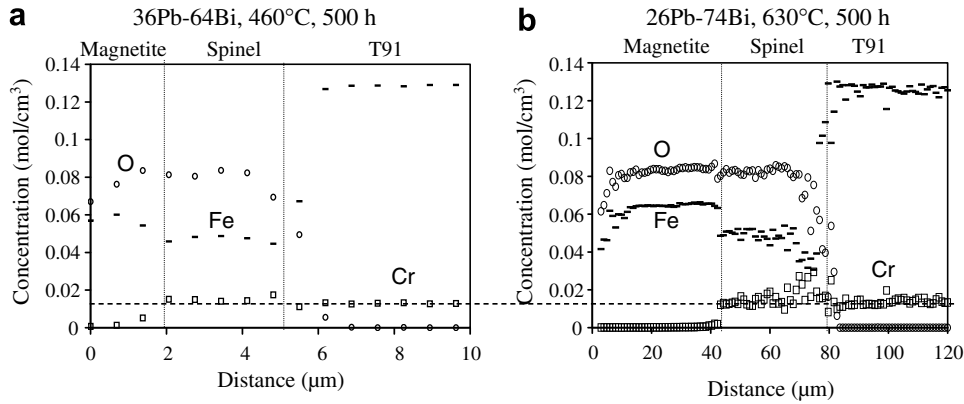 a
36Pb-64Bi, 460°C, 500 h
Magnetite Spinel T91
0.14
0.12
0.1
0.08
0.06
0.04
0.02
0
O
Fe
Cr
0 2 4 6 8 10
Distance (µm)
Concentration (mol/cm³)
b
26Pb-74Bi, 630°C, 500 h
Magnetite Spinel T91
0.14
0.12
0.1
0.08
0.06
0.04
0.02
0
O
Fe
Cr
0 20 40 60 80 100 120
Distance (µm)
Concentration (mol/cm³)